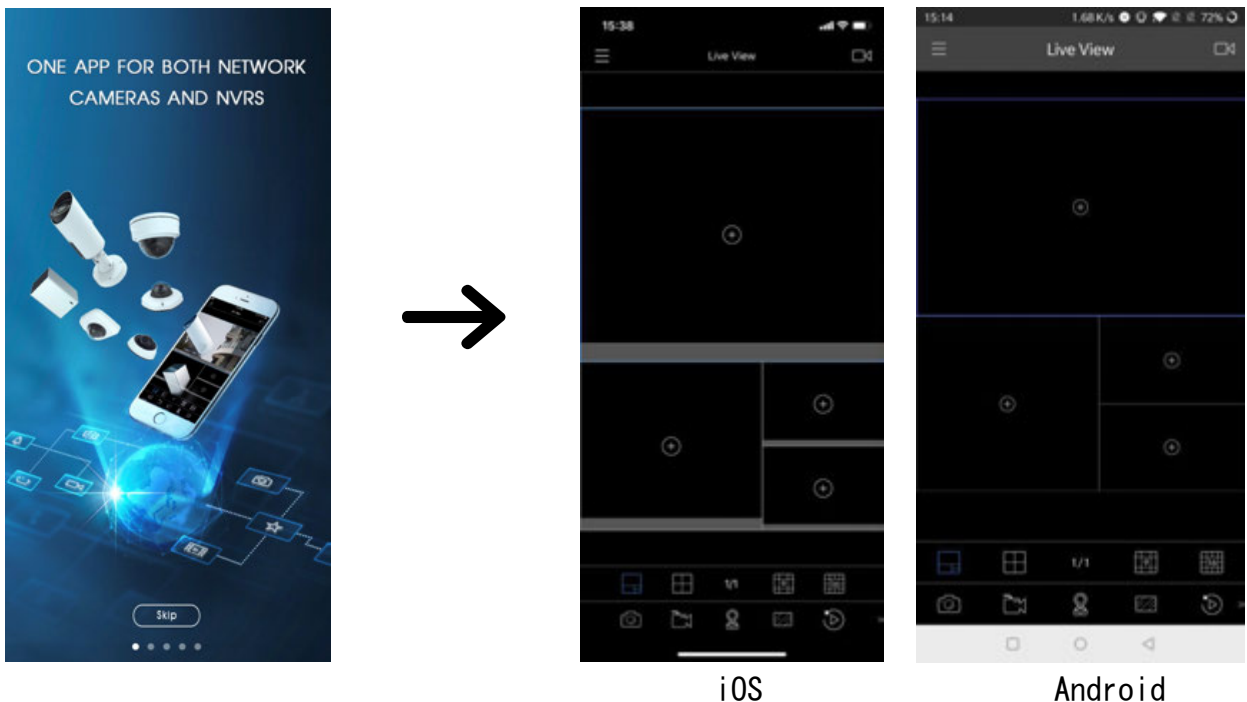 ONE APP FOR BOTH NETWORK
CAMERAS AND NVRS
Skip
15:38
Live View
1/1
15:14 1.68K/s 72%
Live View
1/1
iOS
Android